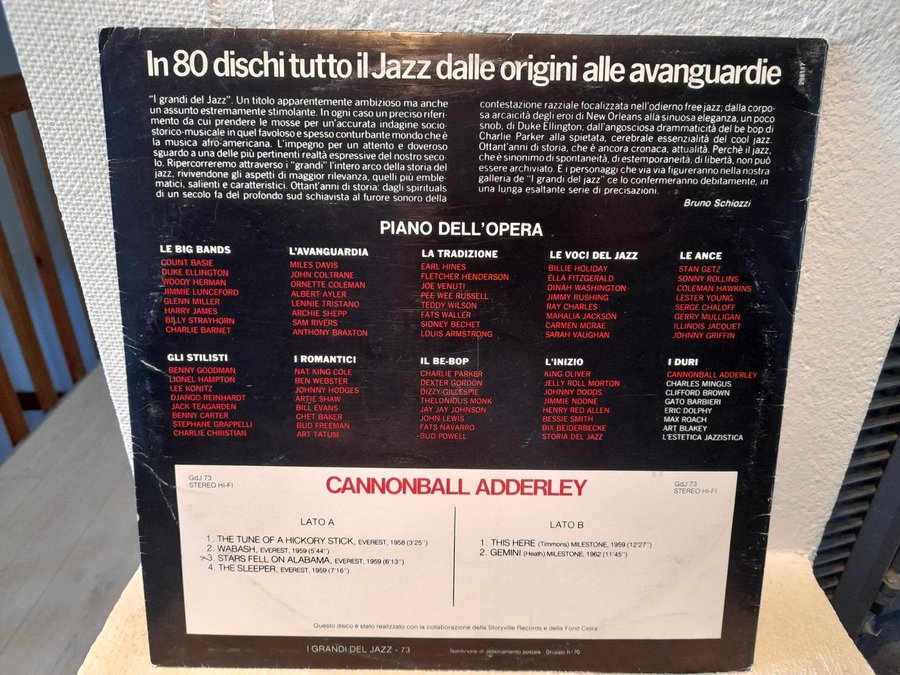 In 80 dischi tutto il Jazz dalle origini alle avanguardie
298117
"I grandi del Jazz". Un titolo apparentemente ambizioso ma anche
un assunto estremamente stimolante. In ogni caso un preciso riferi-
mento da cui prendere le mosse per un'accurata indagine socio-
storico-musicale in quel favoloso e spesso conturbante mondo che è
la musica afro-americana. L'impegno per un attento e doveroso
sguardo a una delle più pertinenti realtà espressive del nostro seco-
lo. Ripercorreremo attraverso i "grandi" l'intero arco della storia del
jazz, rivivendone gli aspetti di maggior rilevanza, quelli più emble-
matici, salienti e caratteristici. Ottant'anni di storia: dagli spirituals
di un secolo fa del profondo sud schiavista al furore sonoro della
contestazione razziale focalizzata nell'odierno free jazz; dalla corpo-
sa arcaicità degli eroi di New Orleans alla sinuosa eleganza, un poco
snob, di Duke Ellington; dall'angosciosa drammaticità del be bop di
Charlie Parker alla spietata, cerebrale essenzialità del cool jazz.
Ottant'anni di storia, che è ancora cronaca, attualità. Perchè il jazz,
che è sinonimo di spontaneità, di estemporaneità, di libertà, non può
essere archiviato. E i personaggi che via via figureranno nella nostra
galleria de "I grandi del jazz" ce lo confermeranno debitamente, in
una lunga esaltante serie di precisazioni.
Bruno Schiozzi
PIANO DELL'OPERA
LE BIG BANDS
COUNT BASIE
DUKE ELLINGTON
WOODY HERMAN
JIMMIE LUNCEFORD
GLENN MILLER
HARRY JAMES
BILLY STRAYHORN
CHARLIE BARNET
L'AVANGUARDIA
MILES DAVIS
JOHN COLTRANE
ORNETTE COLEMAN
ALBERT AYLER
LENNIE TRISTANO
ARCHIE SHEPP
SAM RIVERS
ANTHONY BRAXTON
LA TRADIZIONE
EARL HINES
FLETCHER HENDERSON
JOE VENUTI
PEE WEE RUSSELL
TEDDY WILSON
FATS WALLER
SIDNEY BECHET
LOUIS ARMSTRONG
LE VOCI DEL JAZZ
BILLIE HOLIDAY
ELLA FITZGERALD
DINAH WASHINGTON
JIMMY RUSHING
RAY CHARLES
MAHALIA JACKSON
CARMEN MCRAE
SARAH VAUGHAN
LE ANCE
STAN GETZ
SONNY ROLLINS
COLEMAN HAWKINS
LESTER YOUNG
SERGE CHALOFF
GERRY MULLIGAN
ILLINOIS JACQUET
JOHNNY GRIFFIN
GLI STILISTI
BENNY GOODMAN
LIONEL HAMPTON
LEE KONITZ
DJANGO REINHARDT
JACK TEAGARDEN
BENNY CARTER
STEPHANE GRAPPELLI
CHARLIE CHRISTIAN
I ROMANTICI
NAT KING COLE
BEN WEBSTER
JOHNNY HODGES
ARTJE SHAW
BILL EVANS
CHET BAKER
BUD FREEMAN
ART TATUM
IL BE-BOP
CHARLIE PARKER
DEXTER GORDON
DIZZY GILLESPIE
THELONIOUS MONK
JAY JAY JOHNSON
JOHN LEWIS
FATS NAVARRO
BUD POWELL
L'INIZIO
KING OLIVER
JELLY ROLL MORTON
JOHNNY DODDS
JIMMIE NOONE
HENRY RED ALLEN
BESSIE SMITH
BIX BEIDERBECKE
STORIA DEL JAZZ
I DURI
CANNONBALL ADDERLEY
CHARLES MINGUS
CLIFFORD BROWN
GATO BARBIERI
ERIC DOLPHY
MAX ROACH
ART BLAKEY
L'ESTETICA JAZZISTICA
GdJ 73
STEREO HI-FI
CANNONBALL ADDERLEY
GdJ 73
STEREO HI-FI
LATO A
1. THE TUNE OF A HICKORY STICK, EVEREST, 1958 (3'25'')
2. WABASH, EVEREST, 1959 (5'44'')
3. STARS FELL ON ALABAMA, EVEREST, 1959 (6'13'')
4. THE SLEEPER, EVEREST, 1959 (7'16'')
LATO B
1. THIS HERE (Timmons) MILESTONE, 1959 (12'27'')
2. GEMINI (Heath) MILESTONE, 1962 (11'45'')
Questo disco è stato realizzato con la collaborazione della Storyville Records e della Fonit Cetra
I GRANDI DEL JAZZ - 73
Spedizione in abbonamento postale - Gruppo II/70